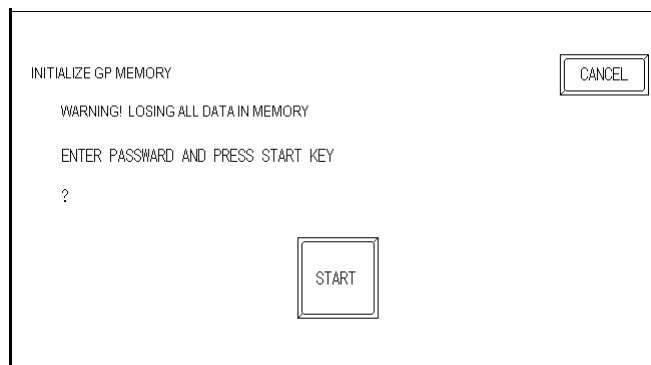 INITIALIZE GP MEMORY
CANCEL
WARNING! LOSING ALL DATA IN MEMORY
ENTER PASSWARD AND PRESS START KEY
?
START